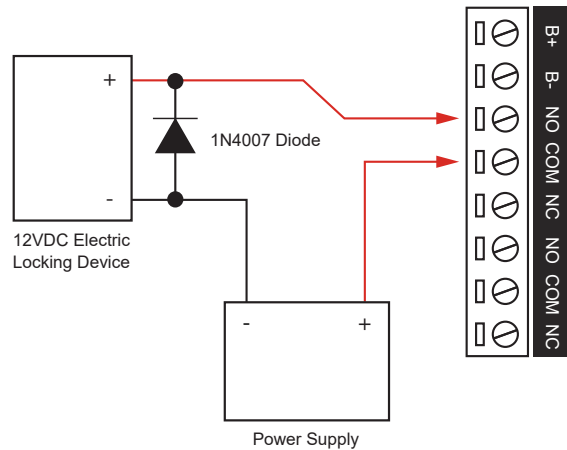 +
1N4007 Diode
-
12VDC Electric
Locking Device
- +
Power Supply
B+
B-
NO
COM
NC
NO
COM
NC